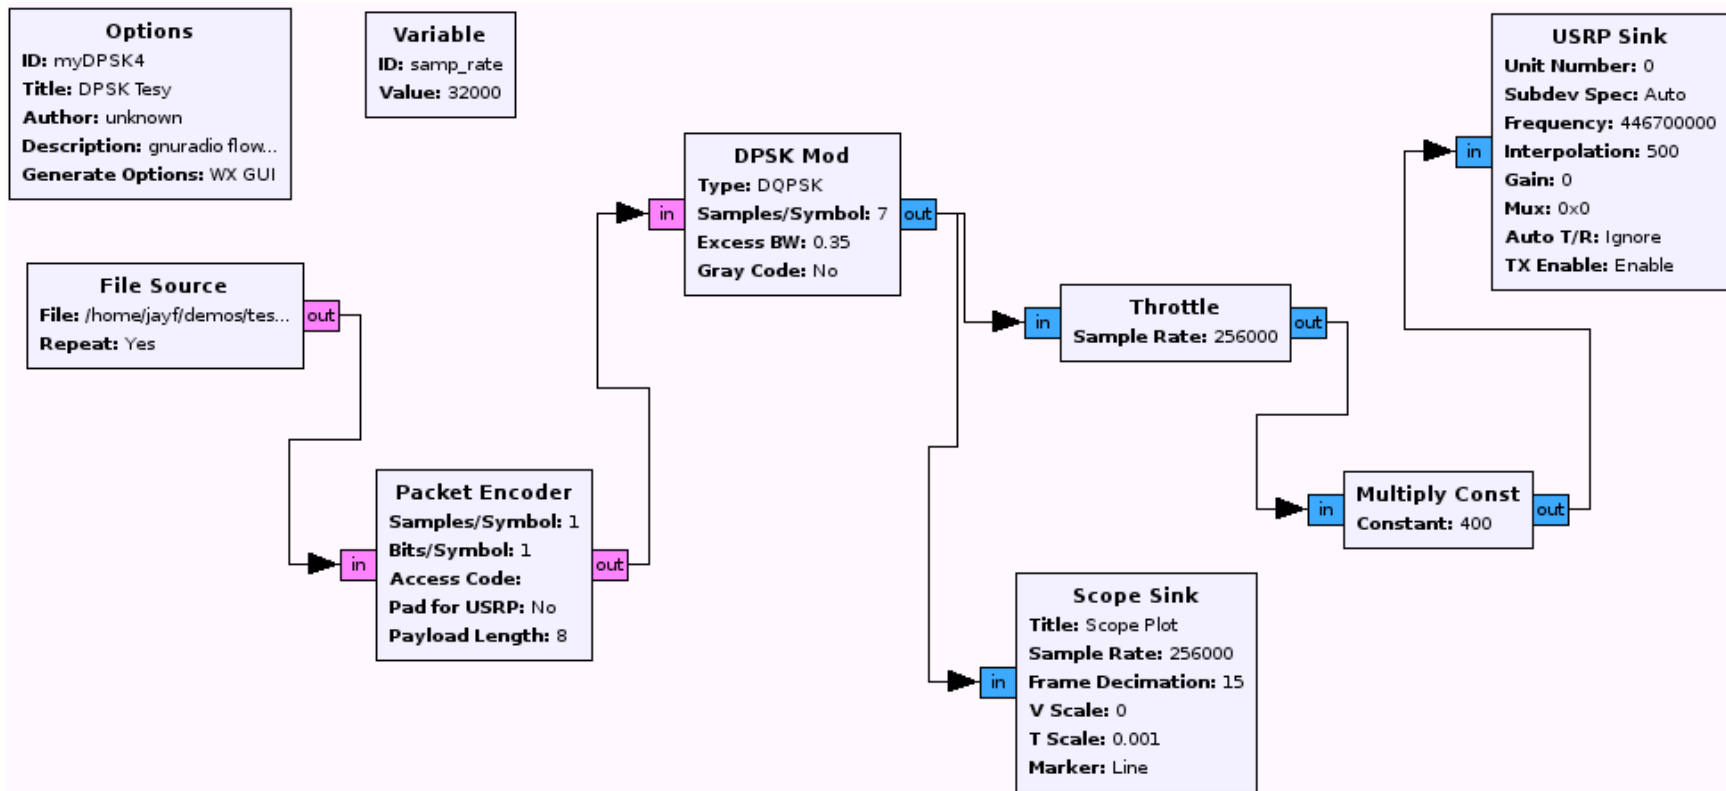 Options
ID: myDPSK4
Title: DPSK Tesy
Author: unknown
Description: gnuradio flow...
Generate Options: WX GUI
Variable
ID: samp_rate
Value: 32000
USRP Sink
Unit Number: 0
Subdev Spec: Auto
Frequency: 446700000
Interpolation: 500
Gain: 0
Mux: 0x0
Auto T/R: Ignore
TX Enable: Enable
in
DPSK Mod
Type: DQPSK
Samples/Symbol: 7
Excess BW: 0.35
Gray Code: No
in
out
File Source
File: /home/jayf/demos/tes...
Repeat: Yes
out
Throttle
Sample Rate: 256000
in
out
Packet Encoder
Samples/Symbol: 1
Bits/Symbol: 1
Access Code:
Pad for USRP: No
Payload Length: 8
in
out
Multiply Const
Constant: 400
in
out
Scope Sink
Title: Scope Plot
Sample Rate: 256000
Frame Decimation: 15
V Scale: 0
T Scale: 0.001
Marker: Line
in